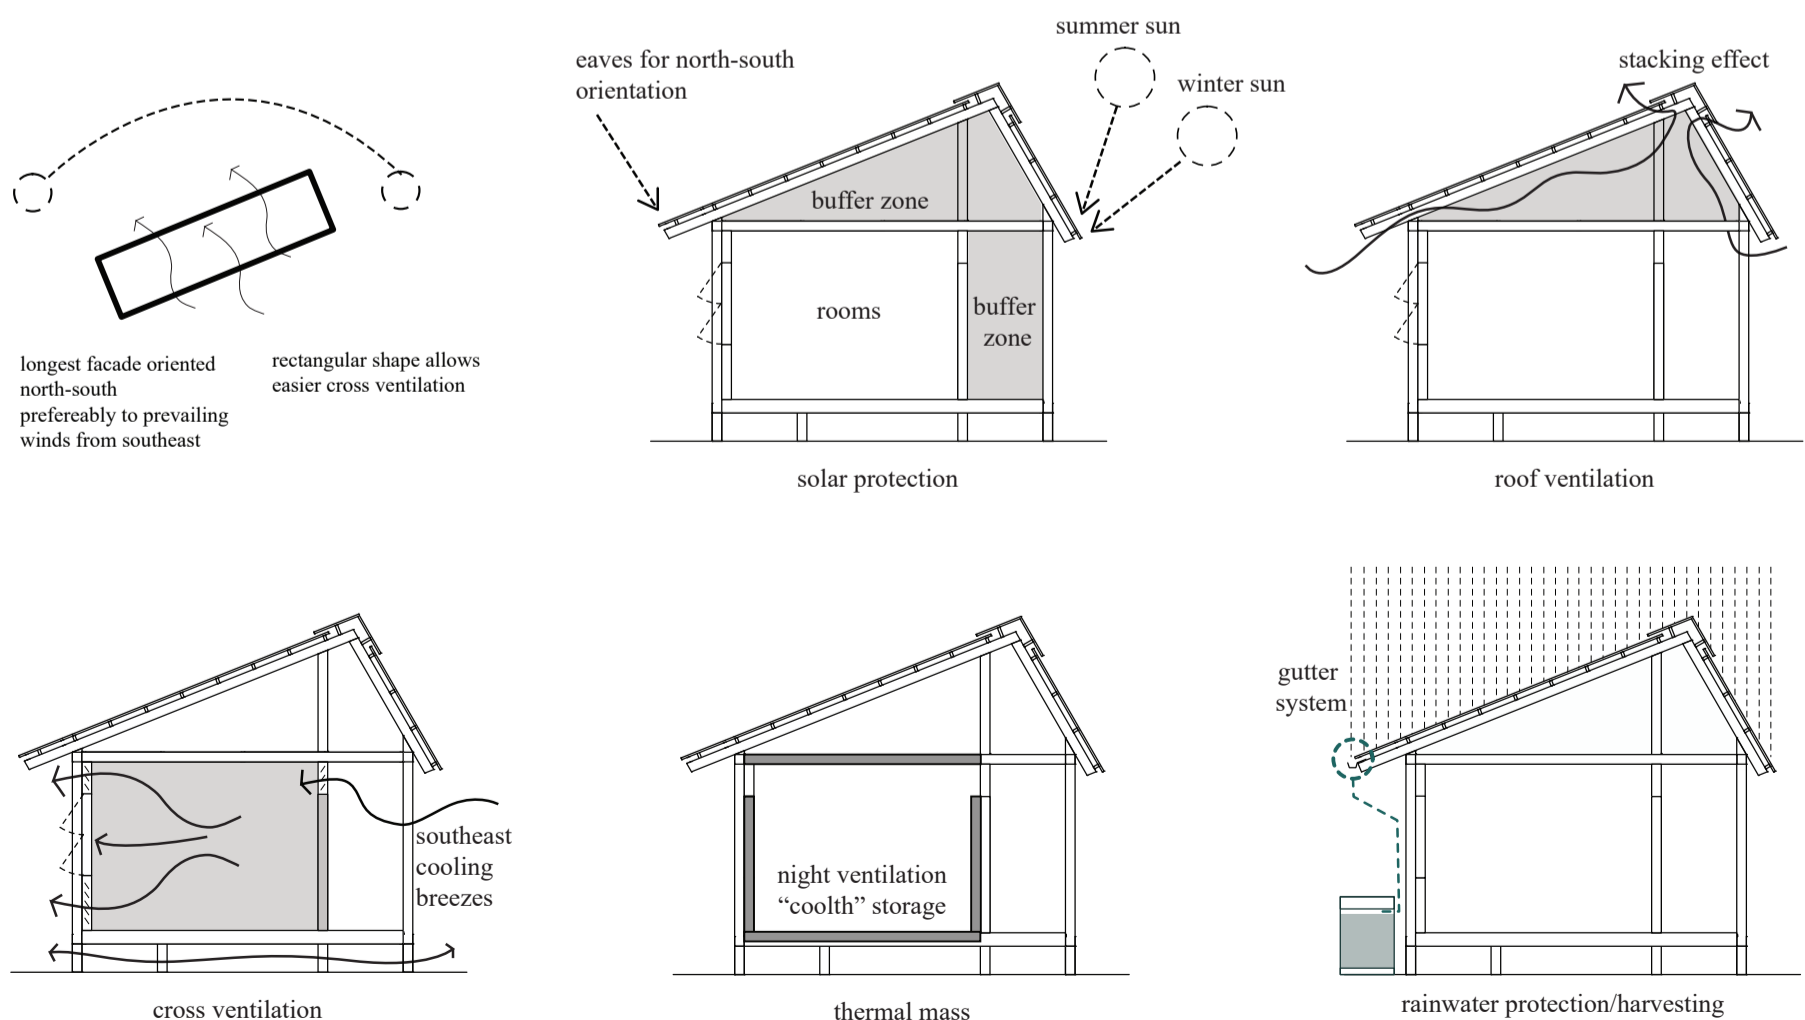 longest facade oriented
north-south
prefereably to prevailing
winds from southeast
rectangular shape allows
easier cross ventilation
eaves for north-south
orientation
summer sun
winter sun
buffer zone
rooms
buffer
zone
solar protection
stacking effect
roof ventilation
southeast
cooling
breezes
cross ventilation
night ventilation
“coolth” storage
thermal mass
gutter
system
rainwater protection/harvesting